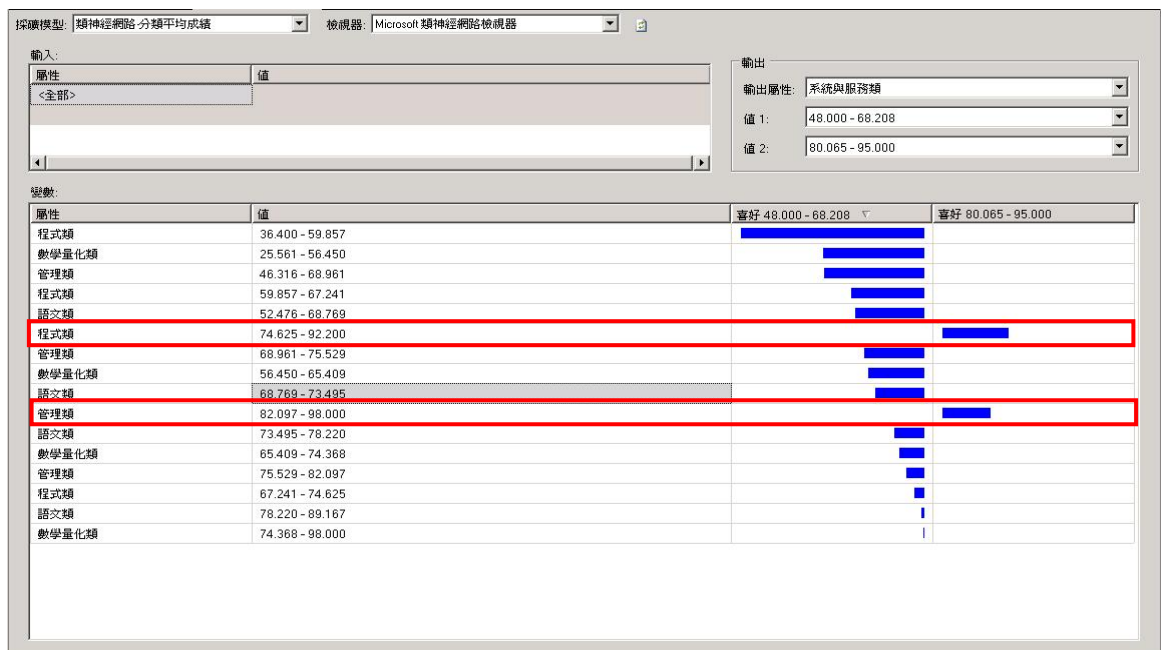 採礦模型: 類神經網路-分類平均成績 檢視器: Microsoft 類神經網路檢視器
輸入:
屬性 值
<全部>
輸出
輸出屬性: 系統與服務類
值 1: 48.000 - 68.208
值 2: 80.065 - 95.000
變數:
屬性 值 喜好 48.000 - 68.208 喜好 80.065 - 95.000
程式類 36.400 - 59.857
數學量化類 25.561 - 56.450
管理類 46.316 - 68.961
程式類 59.857 - 67.241
語文類 52.476 - 68.769
程式類 74.625 - 92.200
管理類 68.961 - 75.529
數學量化類 56.450 - 65.409
語文類 68.769 - 73.495
管理類 82.097 - 98.000
語文類 73.495 - 78.220
數學量化類 65.409 - 74.368
管理類 75.529 - 82.097
程式類 67.241 - 74.625
語文類 78.220 - 89.167
數學量化類 74.368 - 98.000